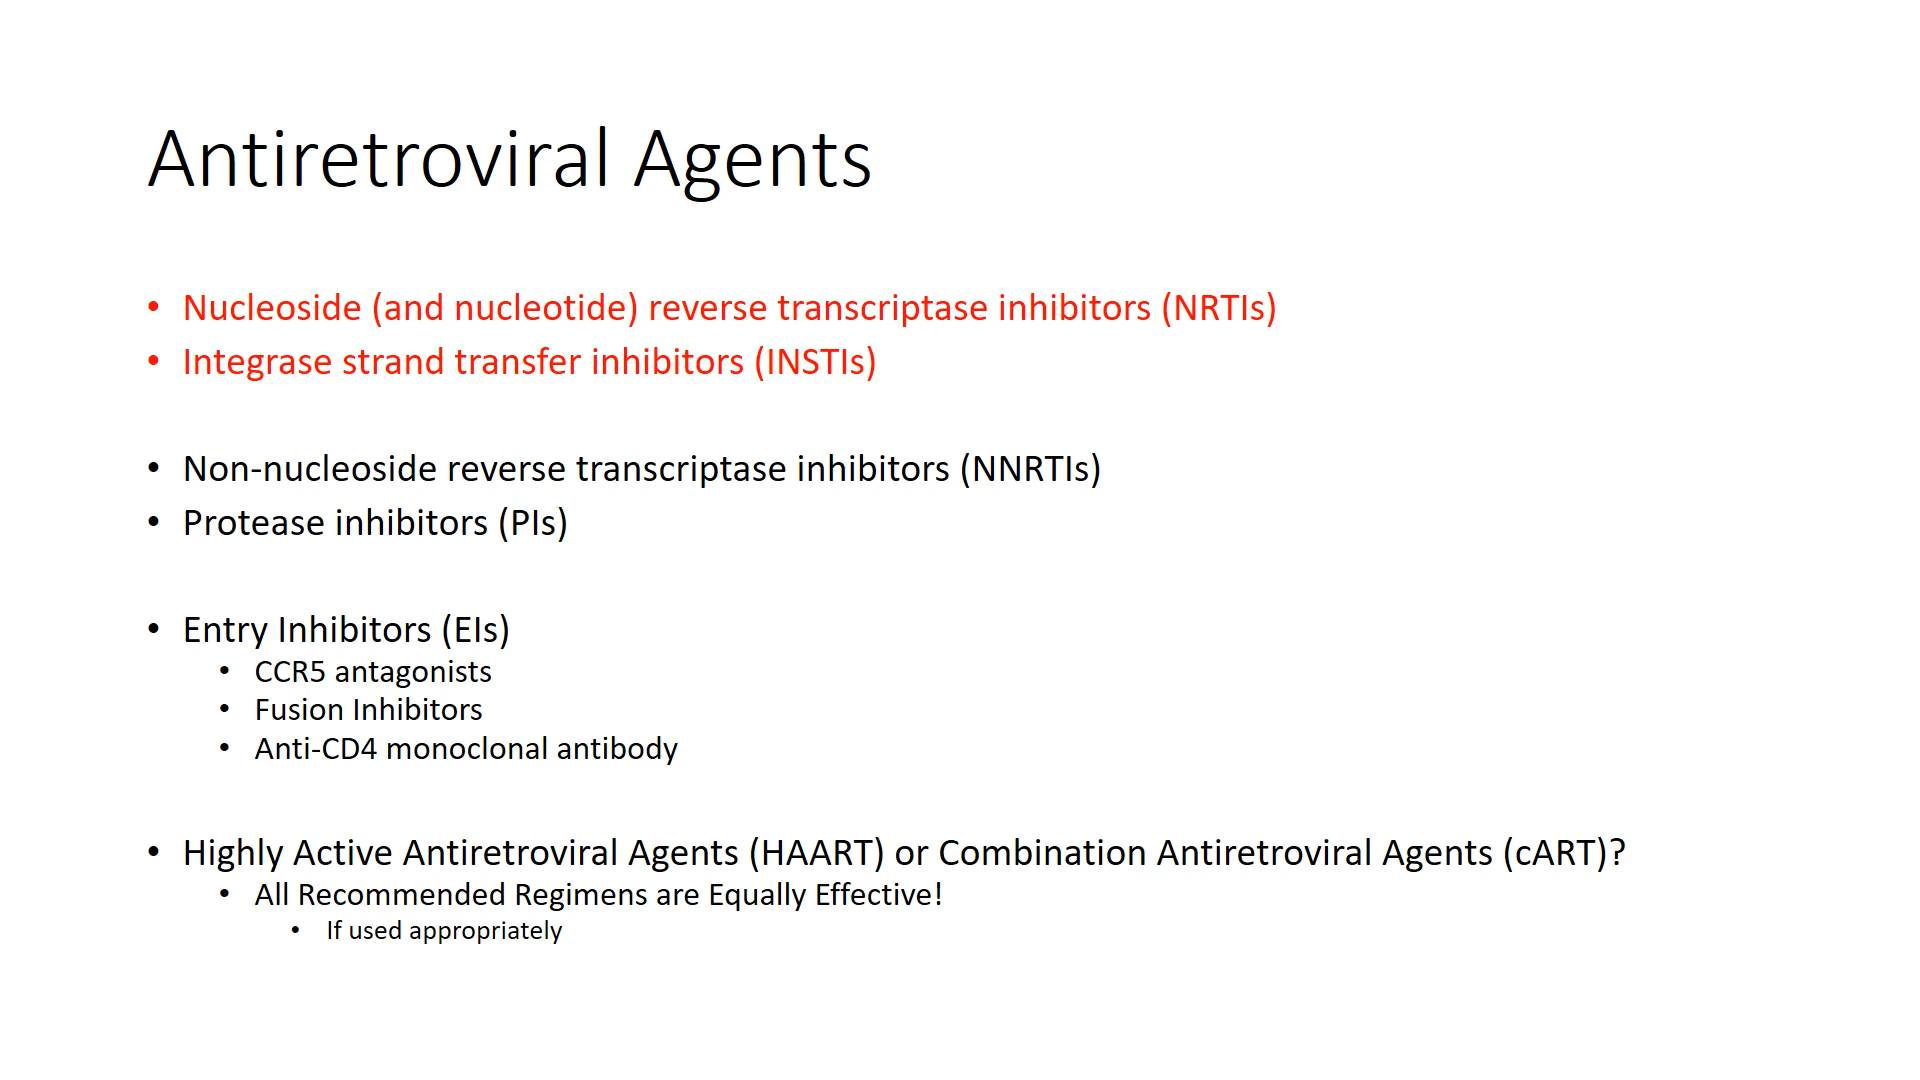 Antiretroviral Agents
• Nucleoside (and nucleotide) reverse transcriptase inhibitors (NRTIs)
• Integrase strand transfer inhibitors (INSTIs)
• Non-nucleoside reverse transcriptase inhibitors (NNRTIs)
• Protease inhibitors (PIs)
• Entry Inhibitors (EIs)
• CCR5 antagonists
• Fusion Inhibitors
• Anti-CD4 monoclonal antibody
• Highly Active Antiretroviral Agents (HAART) or Combination Antiretroviral Agents (cART)?
• All Recommended Regimens are Equally Effective!
• If used appropriately